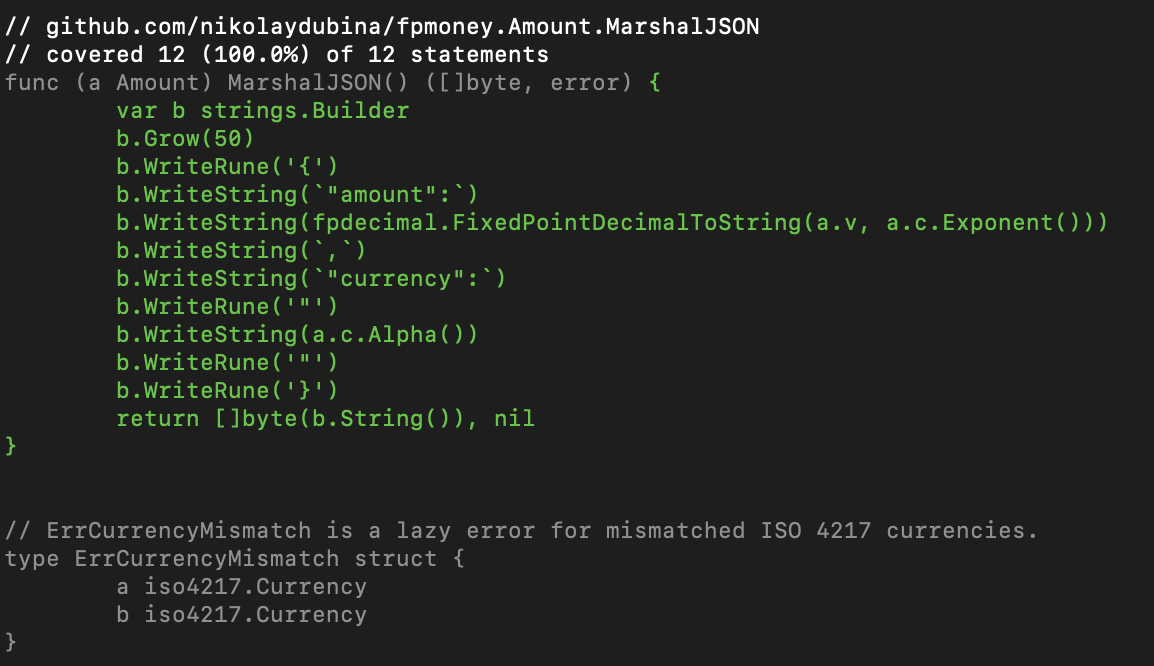 // github.com/nikolaydubina/fpmoney.Amount.MarshalJSON
// covered 12 (100.0%) of 12 statements
func (a Amount) MarshalJSON() ([]byte, error) {
        var b strings.Builder
        b.Grow(50)
        b.WriteRune('{')
        b.WriteString(`"amount":`)
        b.WriteString(fpdecimal.FixedPointDecimalToString(a.v, a.c.Exponent()))
        b.WriteString(`,`)
        b.WriteString(`"currency":`)
        b.WriteRune('"')
        b.WriteString(a.c.Alpha())
        b.WriteRune('"')
        b.WriteRune('}')
        return []byte(b.String()), nil
}
// ErrCurrencyMismatch is a lazy error for mismatched ISO 4217 currencies.
type ErrCurrencyMismatch struct {
        a iso4217.Currency
        b iso4217.Currency
}